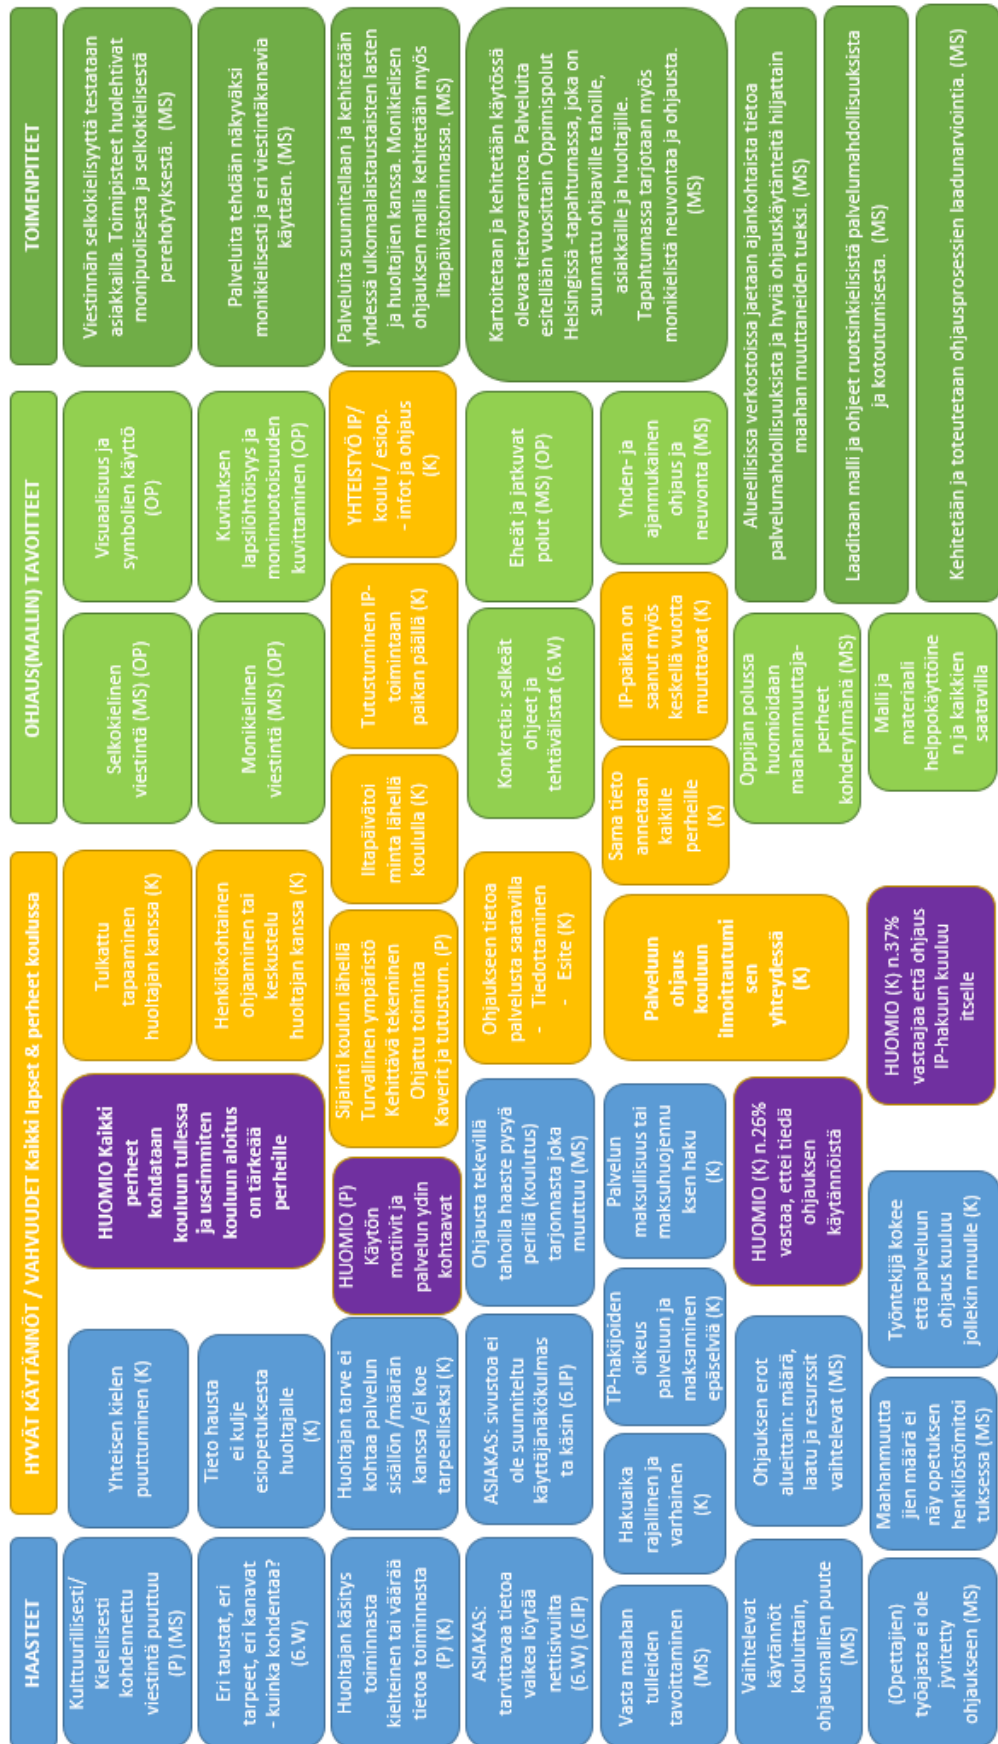 HAASTEET
HYVÄT KÄYTÄNNÖT / VAHVUUDET Kaikki lapset & perheet koulussa
OHJAUS(MALLIN) TAVOITTEET
TOIMENPITEET
Kulttuurillisesti/
Kielellisesti
kohdennettu
viestintä puuttuu
(P) (MS)
Yhteisen kielen
puuttuminen (K)
HUOMIO Kaikki
perheet
kohdataan
kouluun tullessa
ja useimmiten
kouluun aloitus
on tärkeää
perheille
Tulkattu
tapaaminen
huoltajan kanssa (K)
Selkokielinen
viestintä (MS) (OP)
Visuaalisuus ja
symbolien käyttö
(OP)
Viestinnän selkokielisyyttä testataan
asiakkailla. Toimipisteet huolehtivat
monipuolisesta ja selkokielisestä
perehdytyksestä. (MS)
Eri taustat, eri
tarpeet, eri kanavat
- kuinka kohdentaa?
(6.W)
Tieto hausta
ei kulje
esiopetuksesta
huoltajalle
(K)
Henkilökohtainen
ohjaaminen tai
keskustelu
huoltajan kanssa (K)
Monikielinen
viestintä (MS) (OP)
Kuvituksen
lapsilöhtöisyys ja
monimuotoisuuden
kuvittaminen (OP)
Palveluita tehdään näkyväksi
monikielisesti ja eri viestintäkanavia
käyttäen. (MS)
Huoltajan käsitys
toiminnasta
kielteinen tai väärää
tietoa toiminnasta
(P) (K)
Huoltajan tarve ei
kohtaa palvelun
sisällön /määrän
kanssa /ei koe
tarpeelliseksi (K)
HUOMIO (P)
Käytön
motiivit ja
palvelun ydin
kohtaavat
Sijainti koulun lähellä
Turvallinen ympäristö
Kehittävä tekeminen
Ohjattu toiminta
Kaverit ja tutustum. (P)
Iltapäivätoi
minta lähellä
koululla (K)
Tutustuminen IP-
toimintaan
paikan päällä (K)
YHTEISTYÖ IP/
koulu / esiop.
- infot ja ohjaus
(K)
Palveluita suunnitellaan ja kehitetään
yhdessä ulkomaalaistaustaisten lasten
ja huoltajien kanssa. Monikielisen
ohjauksen mallia kehitetään myös
iltapäivätoiminnassa. (MS)
ASIAKAS:
tarvittavaa tietoa
vaikea löytää
nettisivuilta
(6.W) (6.IP)
ASIAKAS: sivustoa ei
ole suunniteltu
käyttäjänäkökulmas
ta käsin (6.IP)
Ohjausta tekevillä
tahoilla haaste pysyä
perillä (koulutus)
tarjonnasta joka
muuttuu (MS)
Ohjaukseen tietoa
palvelusta saatavilla
- Tiedottaminen
- Esite (K)
Konkretia: selkeät
ohjeet ja
tehtävälistat (6.W)
Eheät ja jatkuvat
polut (MS) (OP)
Kartoitetaan ja kehitetään käytössä
olevaa tietovarantoa. Palveluita
esitellään vuosittain Oppimispolut
Helsingissä -tapahtumassa, joka on
suunnattu ohjaaville tahoille,
asiakkaille ja huoltajille.
Tapahtumassa tarjotaan myös
monikielistä neuvontaa ja ohjausta.
(MS)
Vasta maahan
tulleiden
tavoittaminen
(MS)
Hakuaika
rajallinen ja
varhainen
(K)
TP-hakijoiden
oikeus
palveluun ja
maksaminen
epäselviä (K)
Palvelun
maksullisuus tai
maksuhuojennu
ksen haku
(K)
Palveluun
ohjaus
kouluun
ilmoittautumi
sen
yhteydessä
(K)
Sama tieto
annetaan
kaikille
perheille
(K)
IP-paikan on
saanut myös
keskellä vuotta
muuttavat (K)
Yhden- ja
ajanmukainen
ohjaus ja
neuvonta (MS)
Vaihtelevat
käytännöt
kouluittain,
ohjausmallien puute
(MS)
Ohjauksen erot
alueittain: määrä,
laatu ja resurssit
vaihtelevat (MS)
HUOMIO (K) n.26%
vastaa, ettei tiedä
ohjauksen
käytännöistä
Oppijan polussa
huomioidaan
maahanmuuttaja-
perheet
kohderyhmänä (MS)
Alueellisissa verkostoissa jaetaan ajankohtaista tietoa
palvelumahdollisuuksista ja hyviä ohjauskäytänteitä hiljattain
maahan muuttaneiden tueksi. (MS)
Laaditaan malli ja ohjeet ruotsinkielisistä palvelumahdollisuuksista
ja kotoutumisesta. (MS)
(Opettajien)
työajasta ei ole
jyvitetty
ohjaukseen (MS)
Maahanmuutta
jien määrä ei
näy opetuksen
henkilöstömitoi
tuksessa (MS)
Työntekijä kokee
että palvelun
ohjaus kuuluu
jollekin muulle (K)
HUOMIO (K) n.37%
vastaajaa että ohjaus
IP-hakuun kuuluu
itselle
Malli ja
materiaali
helppokäyttöine
n ja kaikkien
saatavilla
Kehitetään ja toteutetaan ohjausprosessien laadunarviointia. (MS)